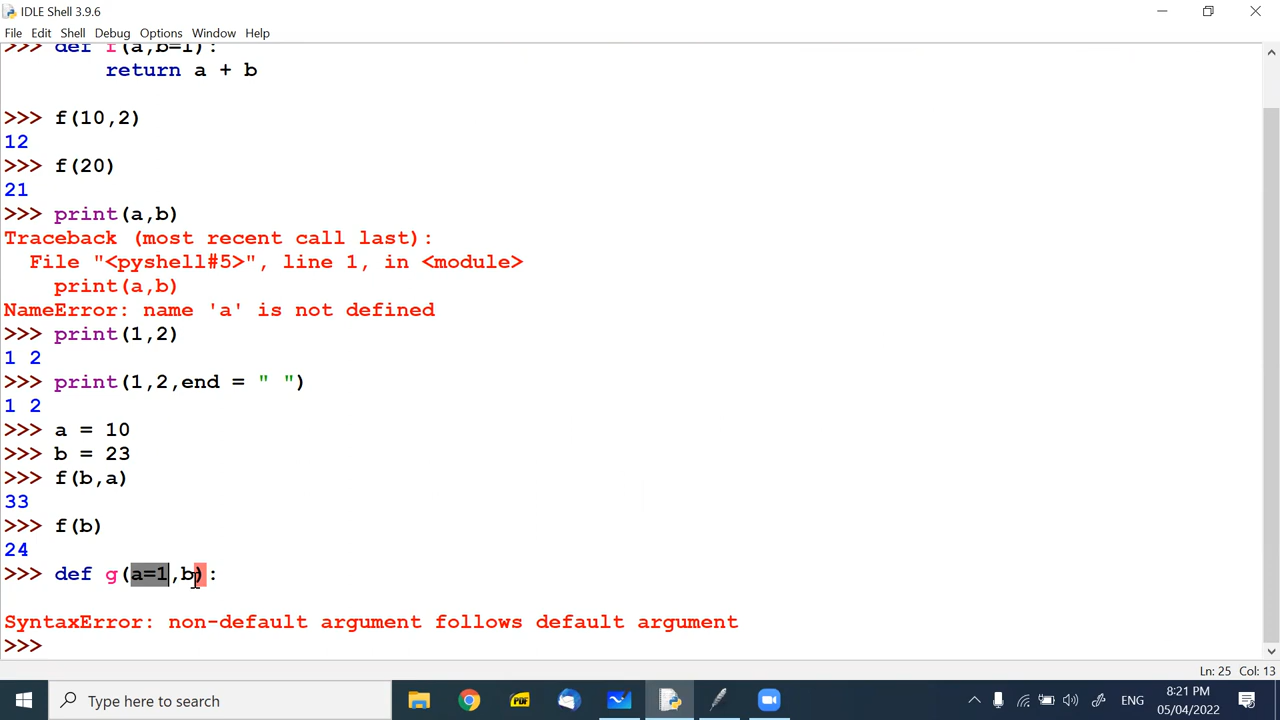 IDLE Shell 3.9.6
File Edit Shell Debug Options Window Help
>>> def f(a,b=1):
return a + b
>>> f(10,2)
12
>>> f(20)
21
>>> print(a,b)
Traceback (most recent call last):
File "<pyshell#5>", line 1, in <module>
print(a,b)
NameError: name 'a' is not defined
>>> print(1,2)
1 2
>>> print(1,2,end = " ")
1 2
>>> a = 10
>>> b = 23
>>> f(b,a)
33
>>> f(b)
24
>>> def g(a=1,b):
SyntaxError: non-default argument follows default argument
>>>
Ln: 25 Col: 13
Type here to search
PDF
ENG
8:21 PM
05/04/2022